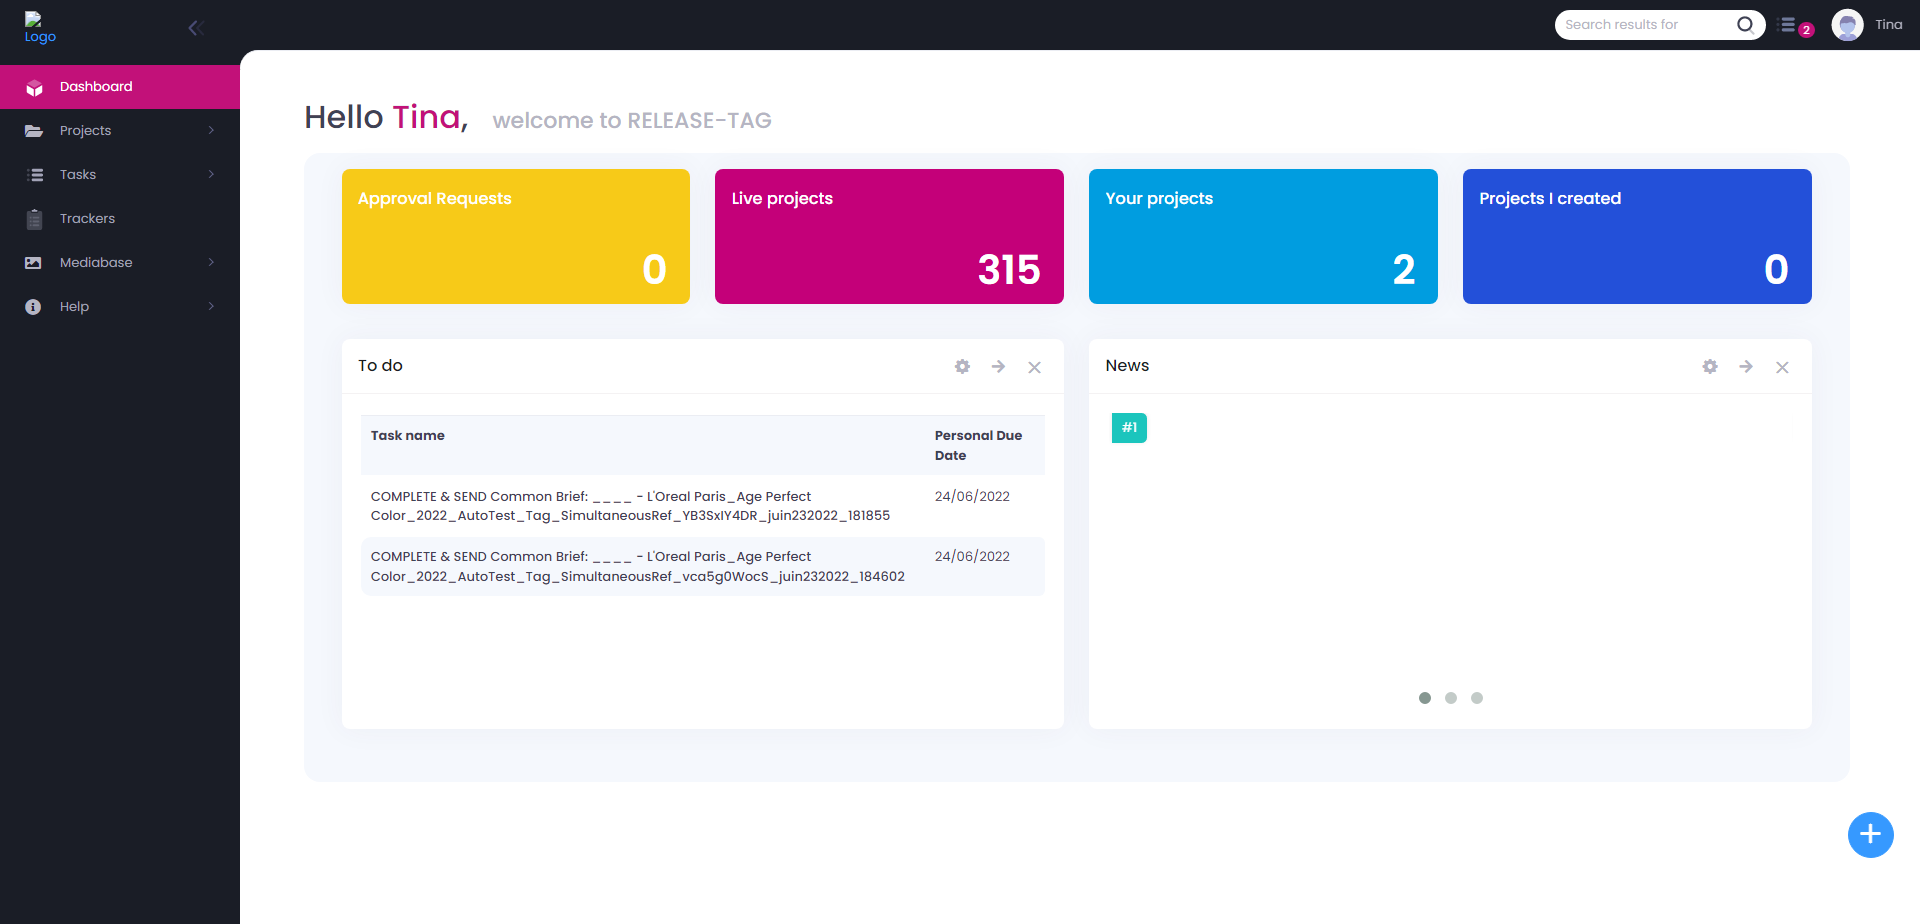 Logo
Search results for
2
Tina
Dashboard
Projects
Tasks
Trackers
Mediabase
Help
Hello Tina, welcome to RELEASE-TAG
Approval Requests
0
Live projects
315
Your projects
2
Projects I created
0
To do
Task name
Personal Due
Date
COMPLETE & SEND Common Brief: ____ - L'Oreal Paris_Age Perfect
Color_2022_AutoTest_Tag_SimultaneousRef_YB3SxIY4DR_juin232022_181855
24/06/2022
COMPLETE & SEND Common Brief: ____ - L'Oreal Paris_Age Perfect
Color_2022_AutoTest_Tag_SimultaneousRef_vca5g0WocS_juin232022_184602
24/06/2022
News
#1